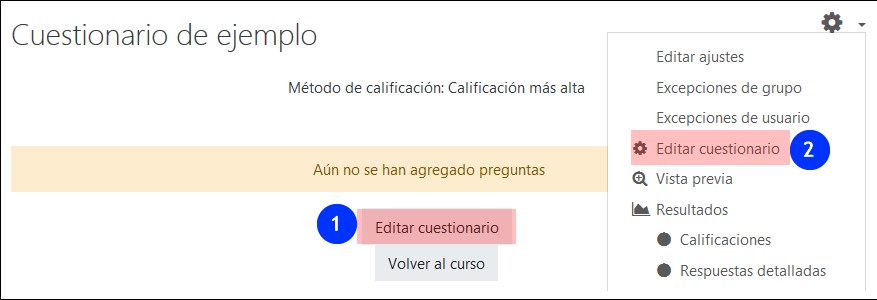 Cuestionario de ejemplo
Método de calificación: Calificación más alta
Aún no se han agregado preguntas
1
Editar cuestionario
Volver al curso
Editar ajustes
Excepciones de grupo
Excepciones de usuario
Editar cuestionario
2
Vista previa
Resultados
Calificaciones
Respuestas detalladas